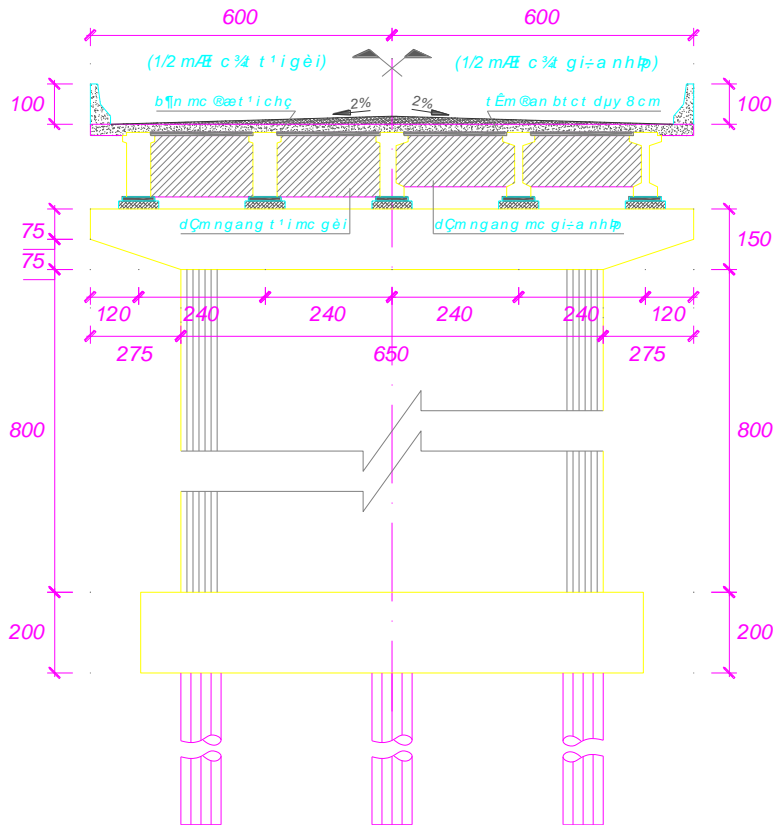 600 600
(1/2 mÆt c¾t t¹i gèi) (1/2 mÆt c¾t gi÷a nhÞp)
100 b¶n mc ®æ t¹i chç 2% 2% tÊm ®an btct dµy 8cm 100
dÇm ngang t¹i mc gèi dÇm ngang mc gi÷a nhÞp
75 150
75
120 240 240 240 240 120
275 650 275
800 800
200 200